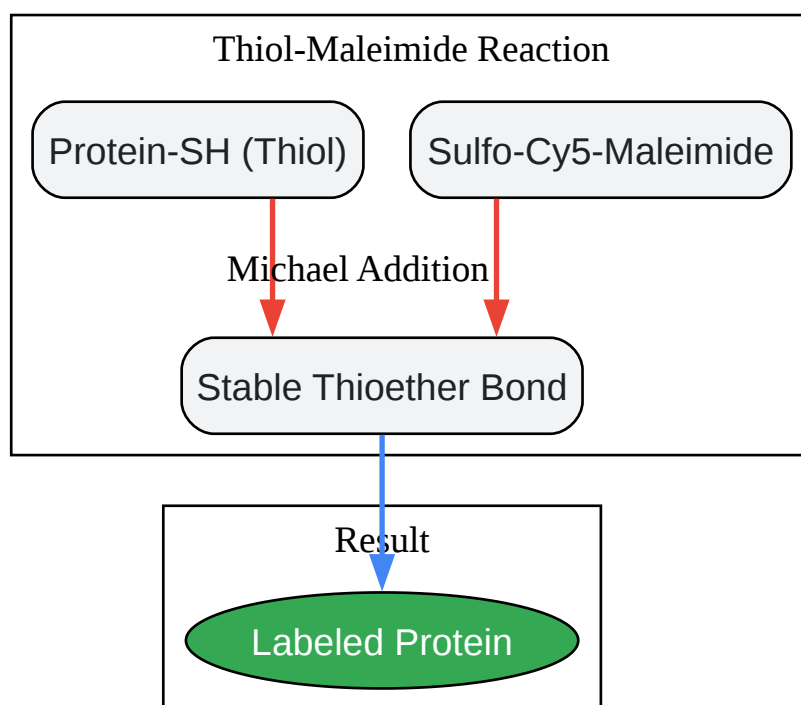 Thiol-Maleimide Reaction
Protein-SH (Thiol)
Sulfo-Cy5-Maleimide
Michael Addition
Stable Thioether Bond
Result
Labeled Protein